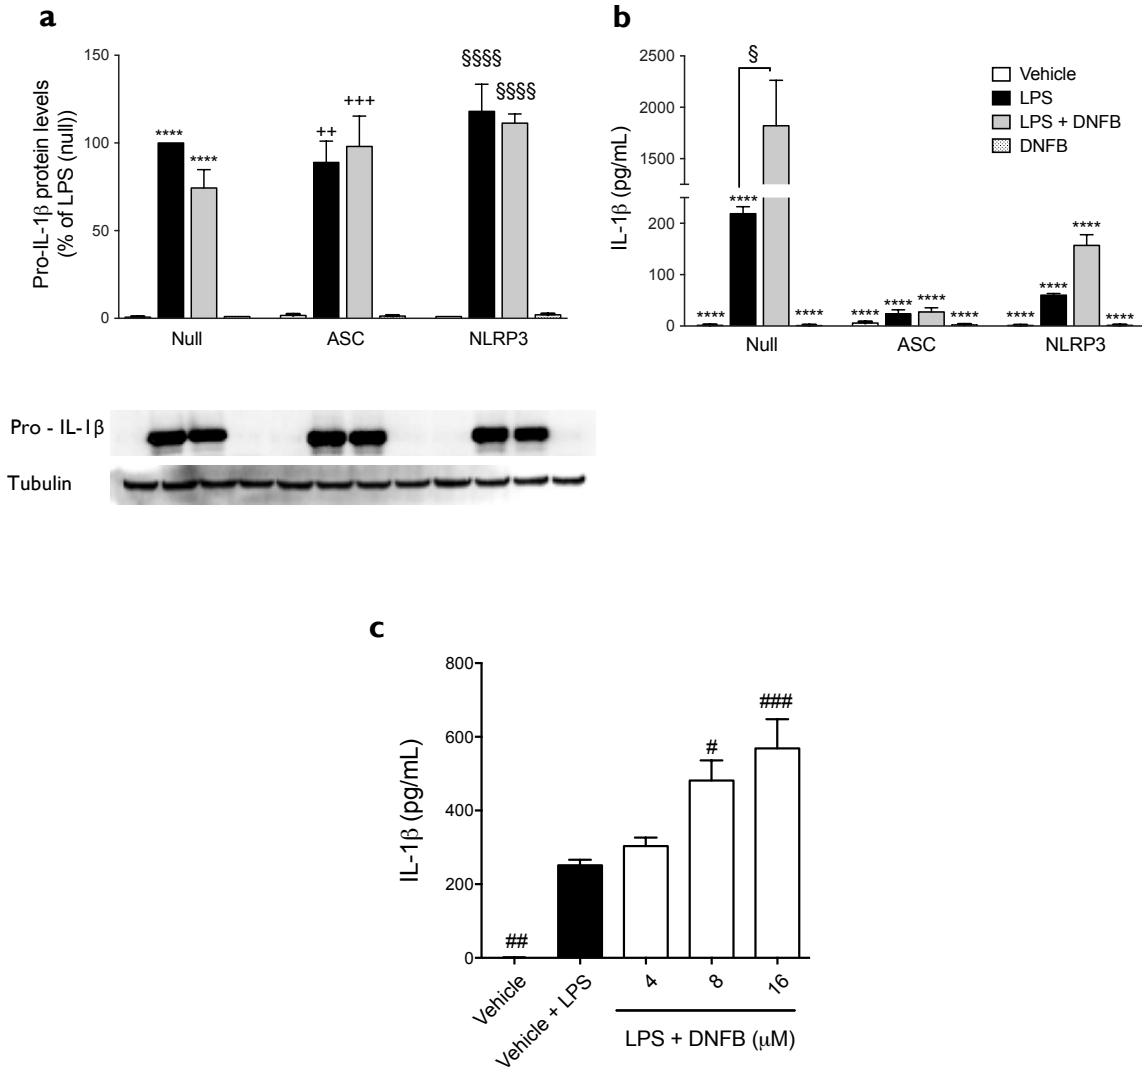 a
Pro-IL-1β protein levels
(% of LPS (null))
150
100
50
0
****
****
++
+++
§§§§
§§§§
Null
ASC
NLRP3
Pro - IL-1β
Tubulin
b
IL-1β (pg/mL)
2500
2000
1500
200
100
0
§
Vehicle
LPS
LPS + DNFB
DNFB
****
****
****
****
****
****
****
****
****
****
****
Null
ASC
NLRP3
c
IL-1β (pg/mL)
800
600
400
200
0
##
#
###
Vehicle
Vehicle + LPS
4
8
16
LPS + DNFB (μM)